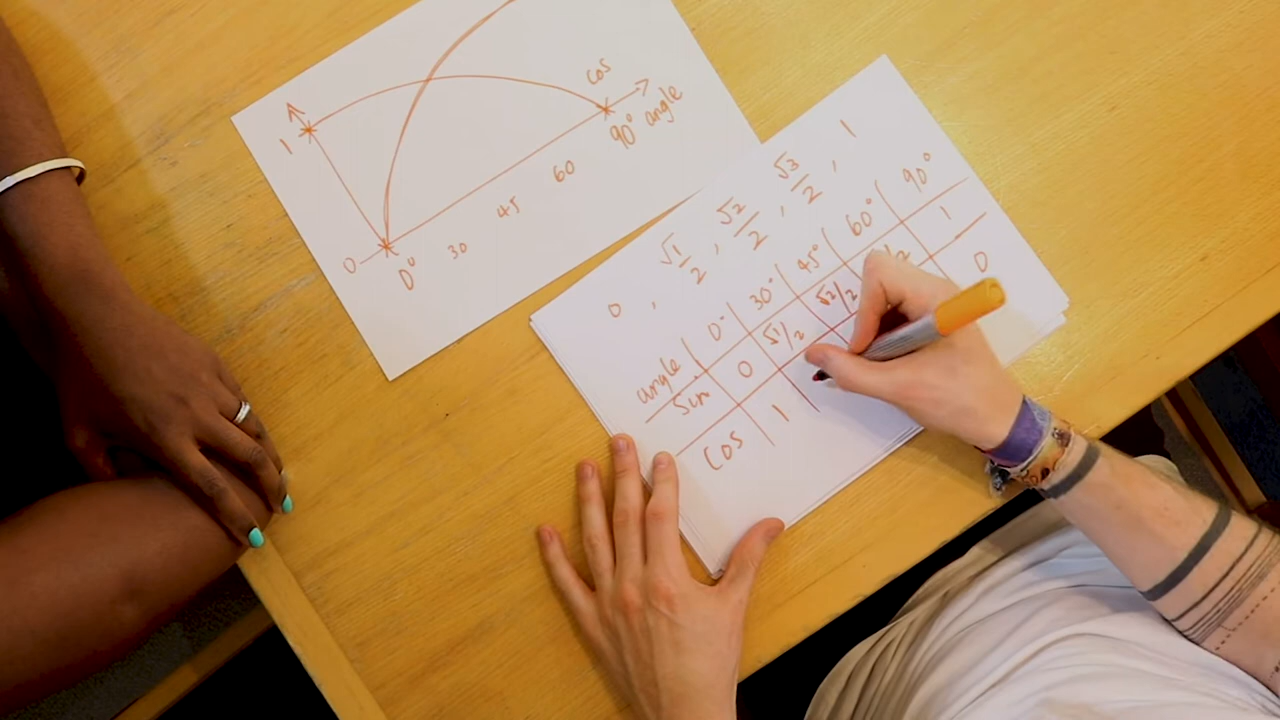 cos
1
90° angle
60
45
30
0
0°
0, √1/2, √2/2, √3/2, 1
angle 0° 30° 45° 60° 90°
Sin 0 √1/2 √2/2 /2 1
Cos 1 0